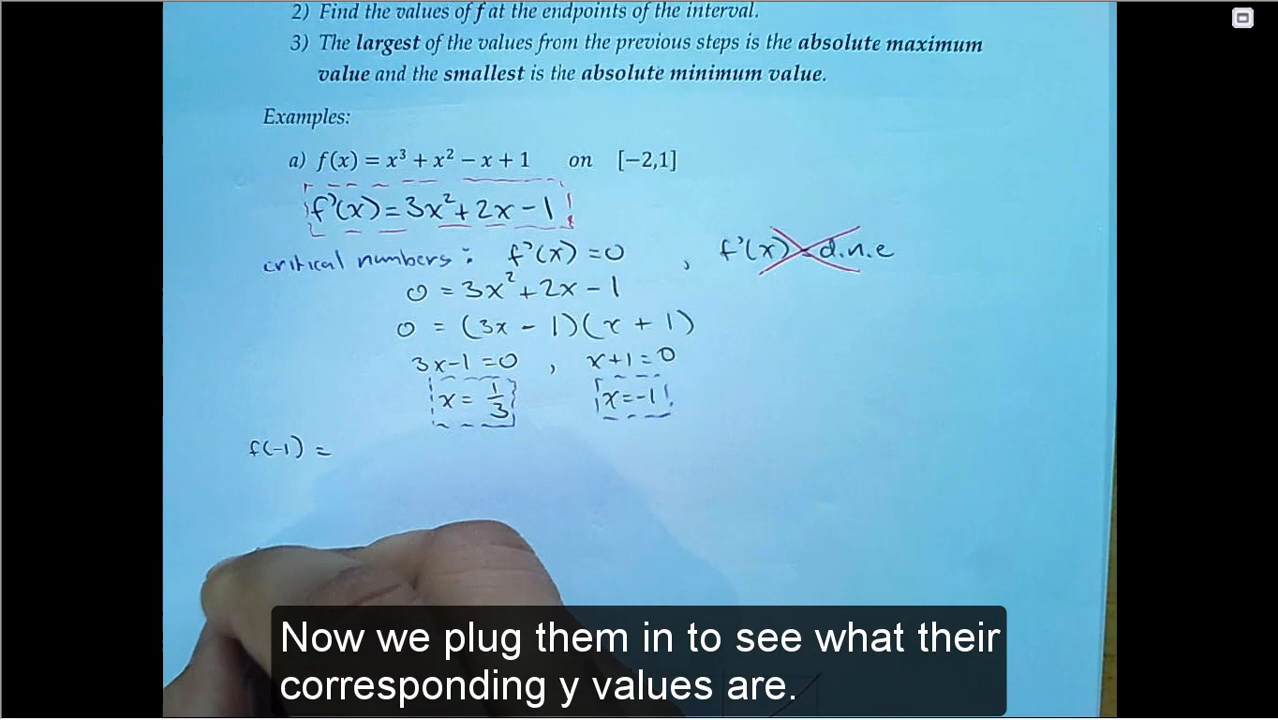 2) Find the values of f at the endpoints of the interval.
3) The largest of the values from the previous steps is the absolute maximum
value and the smallest is the absolute minimum value.
Examples:
a) f(x) = x³ + x² − x + 1 on [−2,1]
f'(x) = 3x² + 2x − 1
critical numbers : f'(x) = 0 , f'(x) = d.n.e
0 = 3x² + 2x − 1
0 = (3x − 1)(x + 1)
3x−1 = 0 , x+1 = 0
x = 1/3 x = −1
f(−1) =
Now we plug them in to see what their
corresponding y values are.